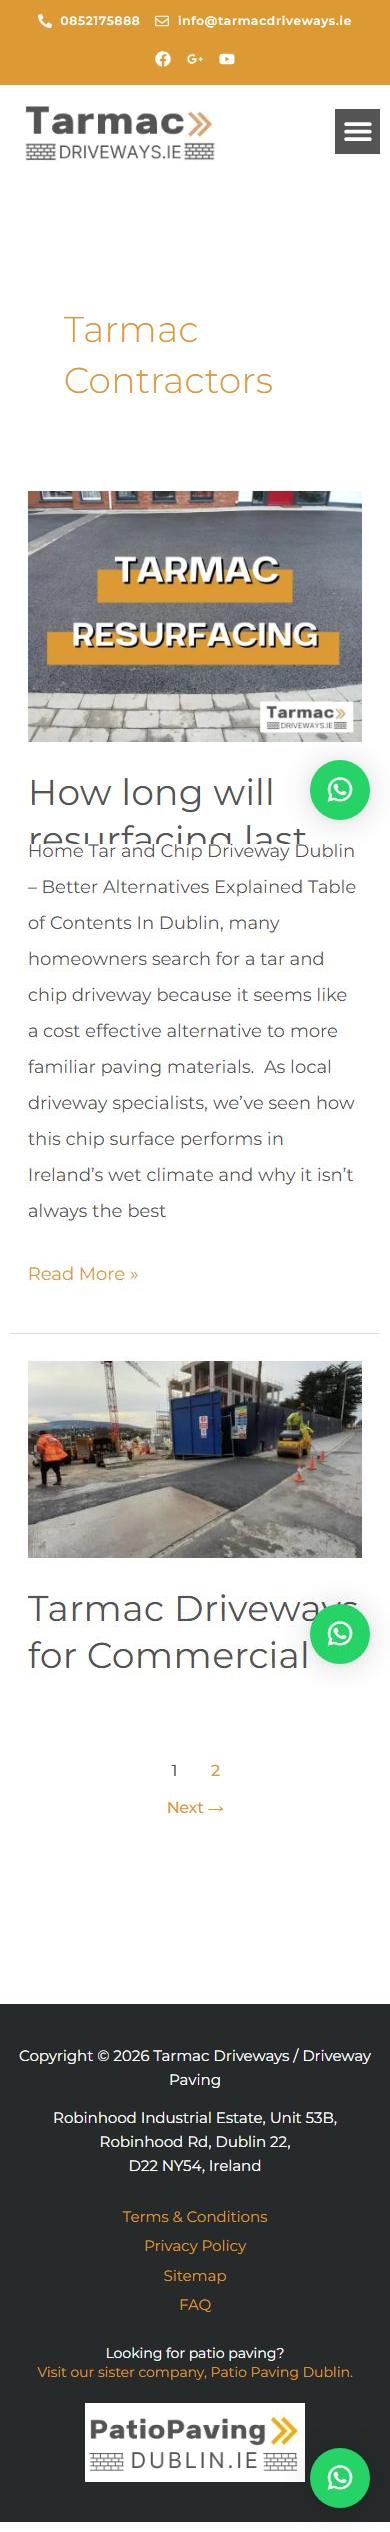 0852175888 info@tarmacdriveways.ie
Tarmac
DRIVEWAYS.IE
Tarmac
Contractors
TARMAC
RESURFACING
Tarmac
DRIVEWAYS.IE
How long will
resurfacing last
Home Tar and Chip Driveway Dublin
– Better Alternatives Explained Table
of Contents In Dublin, many
homeowners search for a tar and
chip driveway because it seems like
a cost effective alternative to more
familiar paving materials.  As local
driveway specialists, we’ve seen how
this chip surface performs in
Ireland’s wet climate and why it isn’t
always the best
Read More »
Tarmac Driveways
for Commercial
1 2
Next →
Copyright © 2026 Tarmac Driveways / Driveway
Paving
Robinhood Industrial Estate, Unit 53B,
Robinhood Rd, Dublin 22,
D22 NY54, Ireland
Terms & Conditions
Privacy Policy
Sitemap
FAQ
Looking for patio paving?
Visit our sister company, Patio Paving Dublin.
PatioPaving
DUBLIN.IE